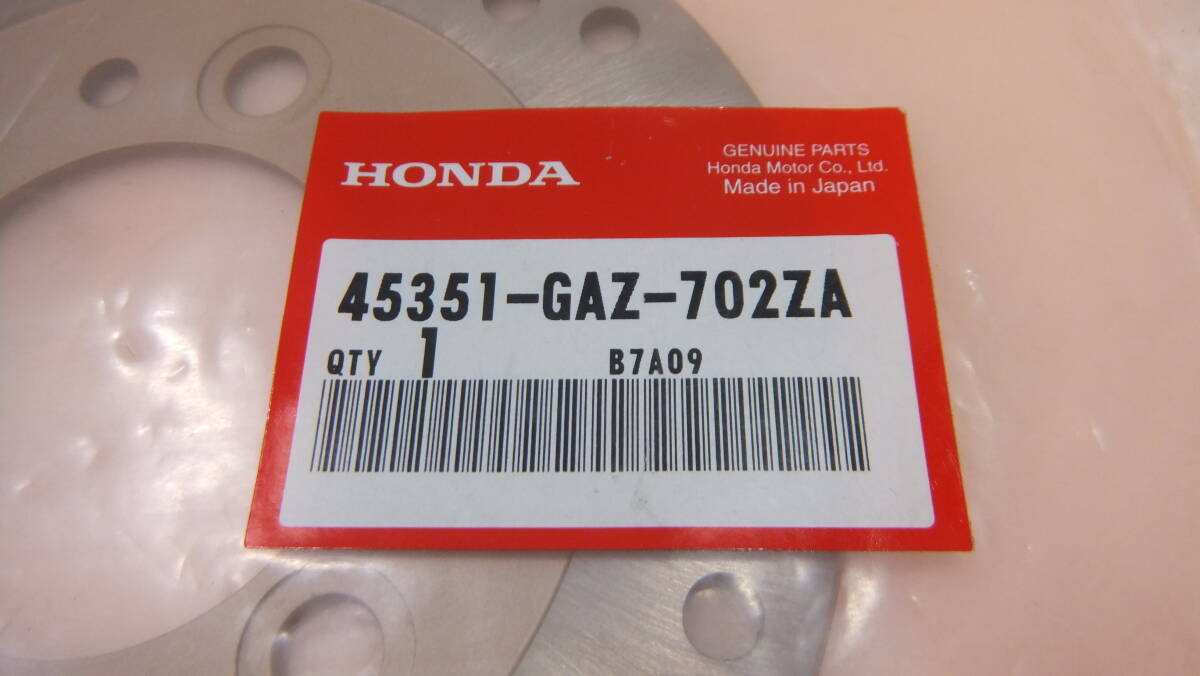 HONDA
GENUINE PARTS
Honda Motor Co., Ltd.
Made in Japan
45351-GAZ-702ZA
QTY 1 B7A09